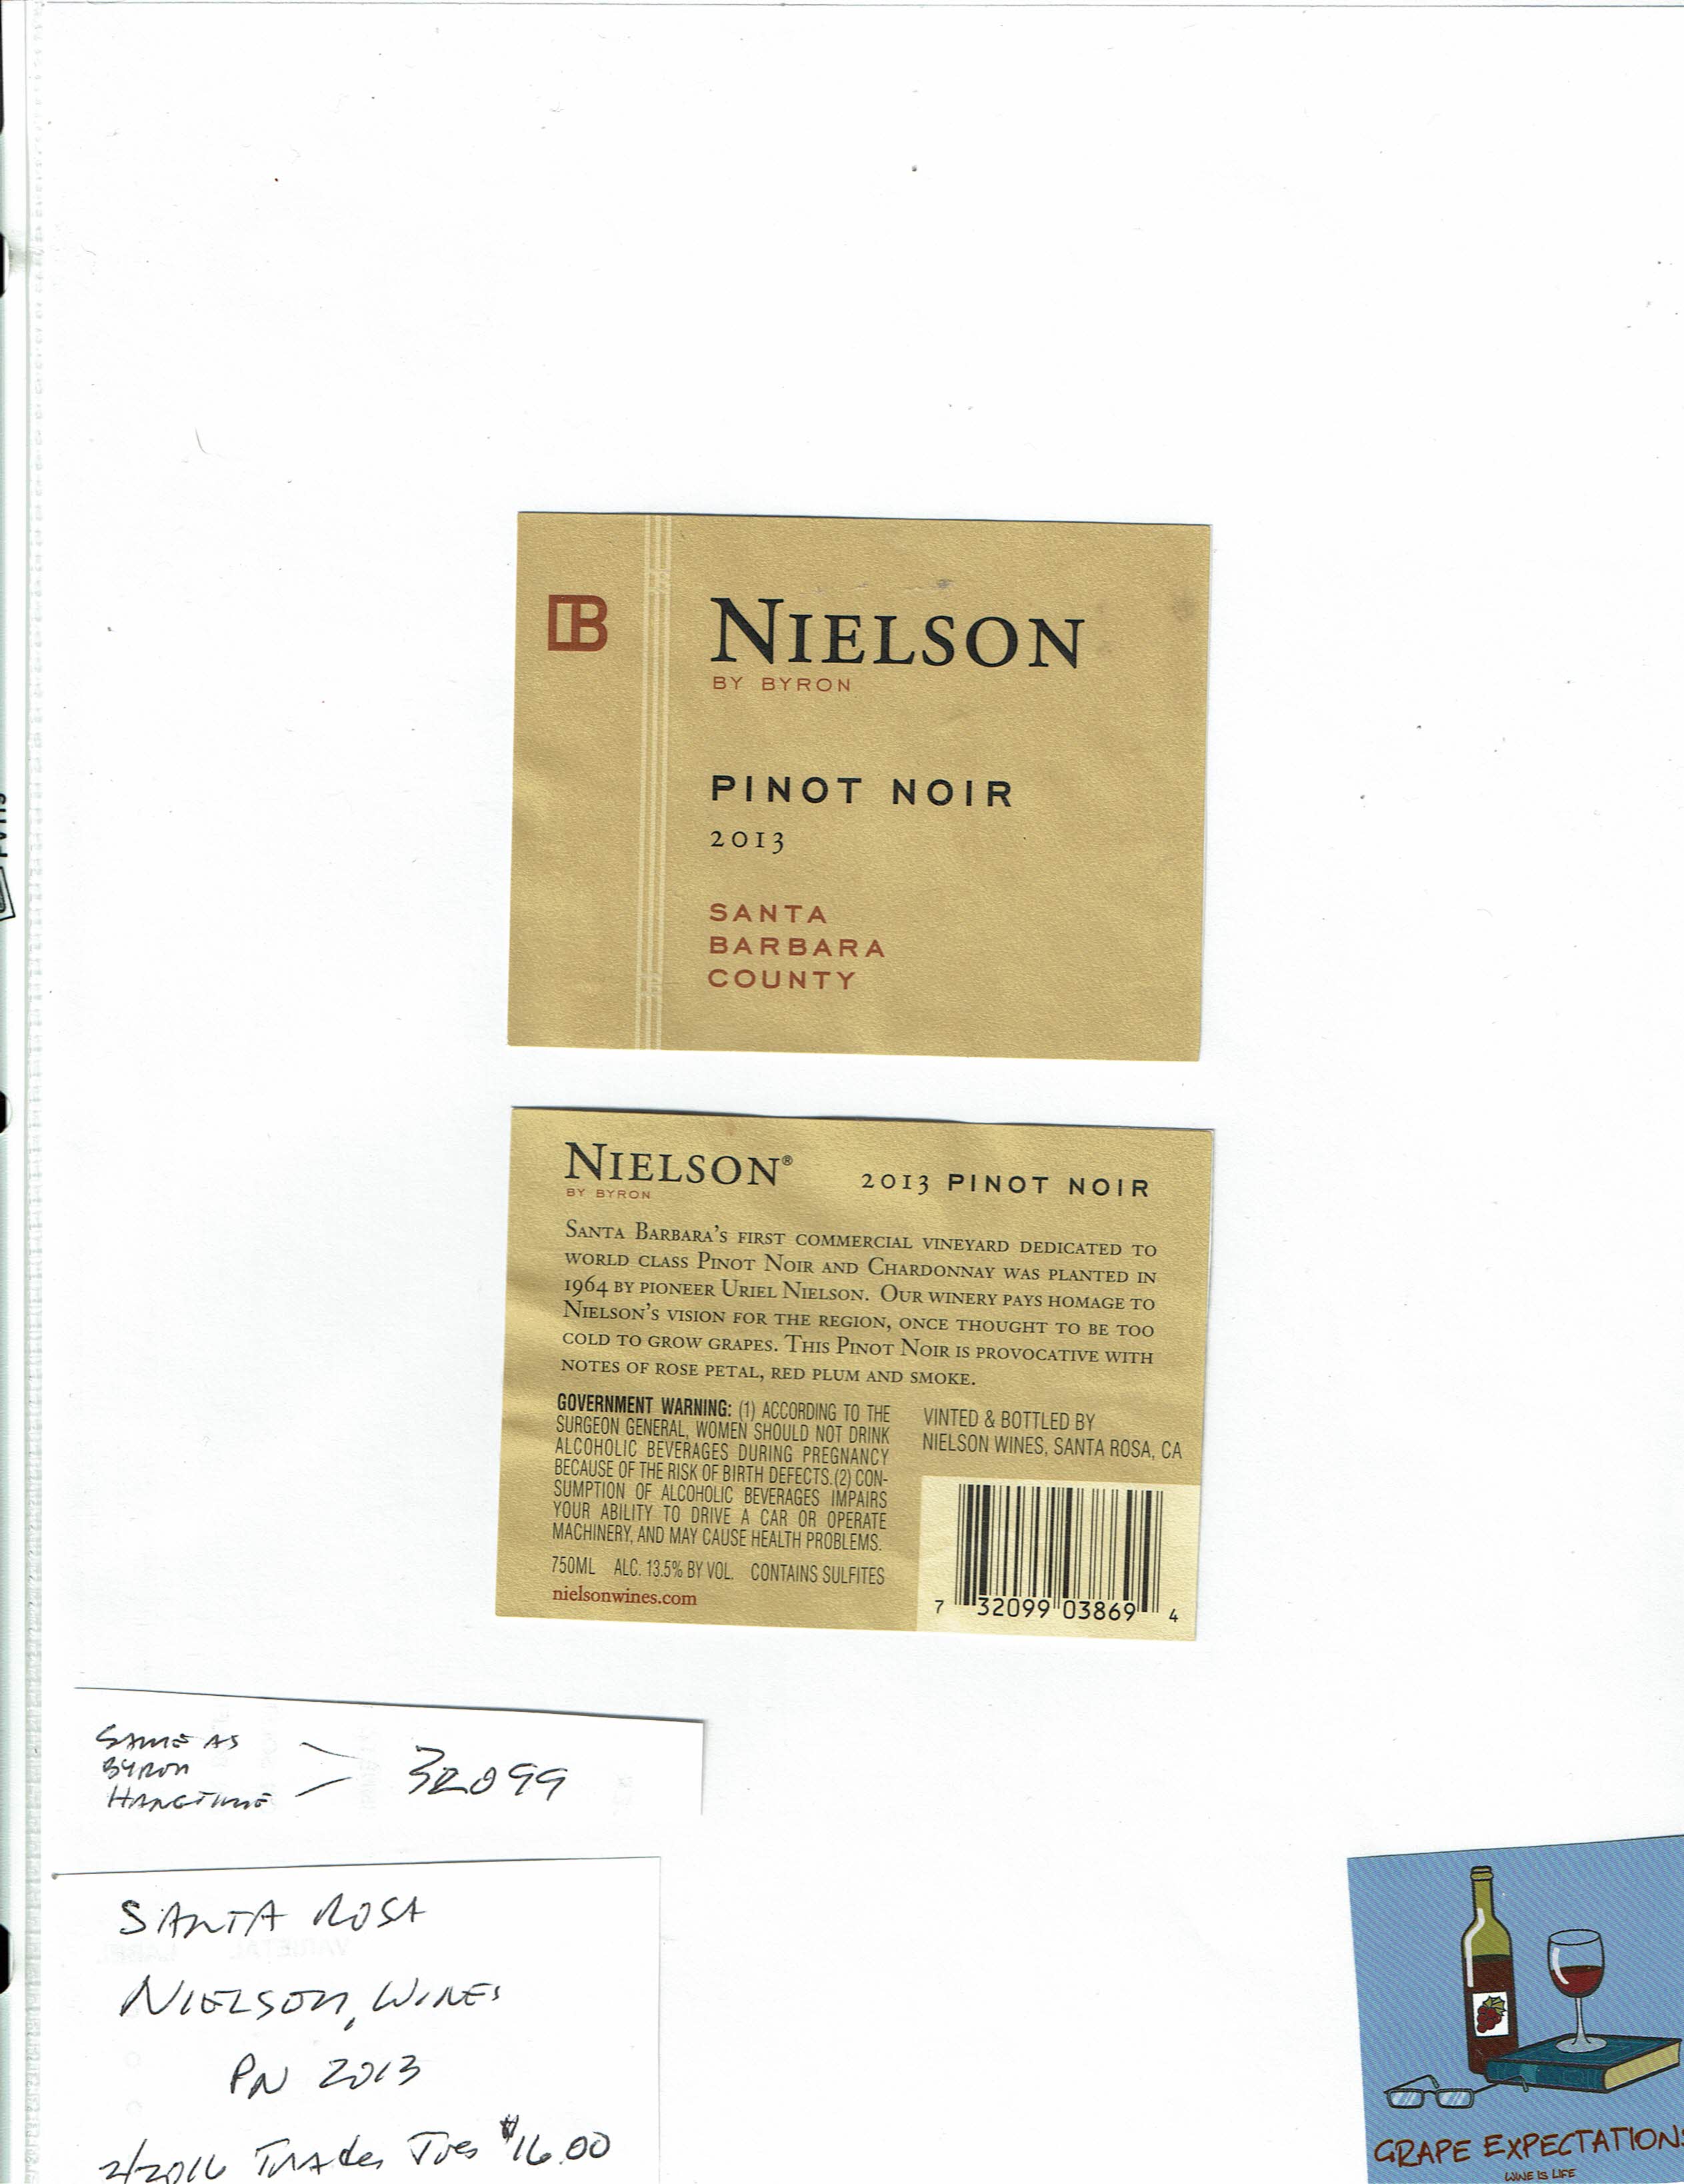 B
NIELSON
BY BYRON
PINOT NOIR
2013
SANTA
BARBARA
COUNTY
NIELSON®
BY BYRON
2013 PINOT NOIR
SANTA BARBARA'S FIRST COMMERCIAL VINEYARD DEDICATED TO
WORLD CLASS PINOT NOIR AND CHARDONNAY WAS PLANTED IN
1964 BY PIONEER URIEL NIELSON. OUR WINERY PAYS HOMAGE TO
NIELSON'S VISION FOR THE REGION, ONCE THOUGHT TO BE TOO
COLD TO GROW GRAPES. THIS PINOT NOIR IS PROVOCATIVE WITH
NOTES OF ROSE PETAL, RED PLUM AND SMOKE.
GOVERNMENT WARNING: (1) ACCORDING TO THE
SURGEON GENERAL, WOMEN SHOULD NOT DRINK
ALCOHOLIC BEVERAGES DURING PREGNANCY
BECAUSE OF THE RISK OF BIRTH DEFECTS.(2) CON-
SUMPTION OF ALCOHOLIC BEVERAGES IMPAIRS
YOUR ABILITY TO DRIVE A CAR OR OPERATE
MACHINERY, AND MAY CAUSE HEALTH PROBLEMS.
750ML ALC. 13.5% BY VOL. CONTAINS SULFITES
nielsonwines.com
VINTED & BOTTLED BY
NIELSON WINES, SANTA ROSA, CA
7 32099 03869 4
SAME AS
BYRON
HANGTIME
32099
SANTA ROSA
NIELSON, WINES
PN 2013
2/2016 Trader Joes $16.00
GRAPE EXPECTATIONS
WINE IS LIFE